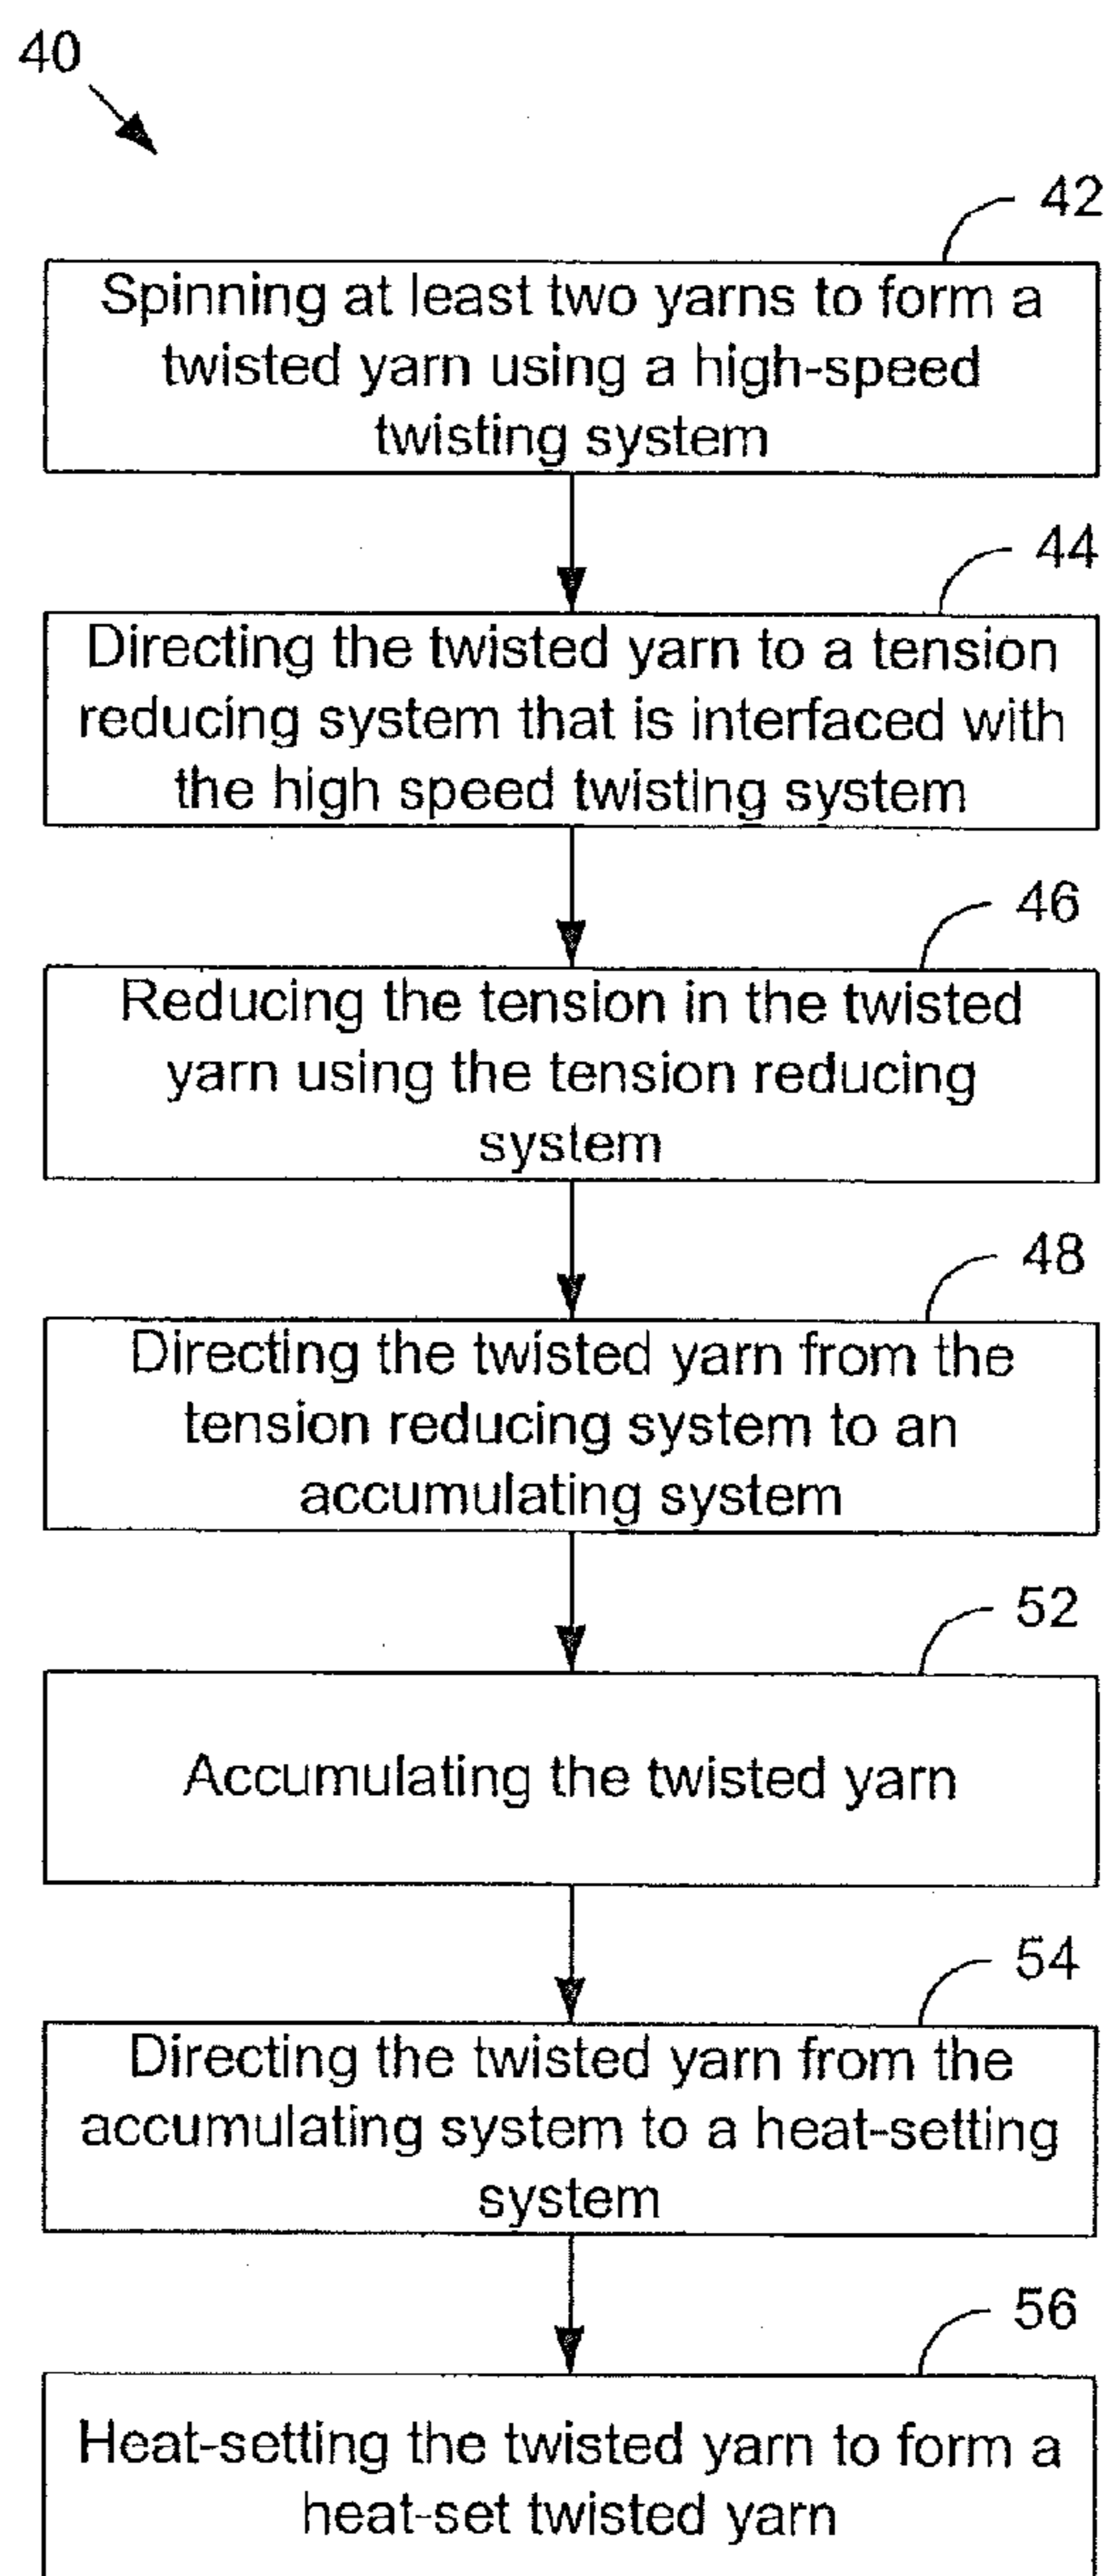 40
42
Spinning at least two yarns to form a
twisted yarn using a high-speed
twisting system
44
Directing the twisted yarn to a tension
reducing system that is interfaced with
the high speed twisting system
46
Reducing the tension in the twisted
yarn using the tension reducing
system
48
Directing the twisted yarn from the
tension reducing system to an
accumulating system
52
Accumulating the twisted yarn
54
Directing the twisted yarn from the
accumulating system to a heat-setting
system
56
Heat-setting the twisted yarn to form a
heat-set twisted yarn